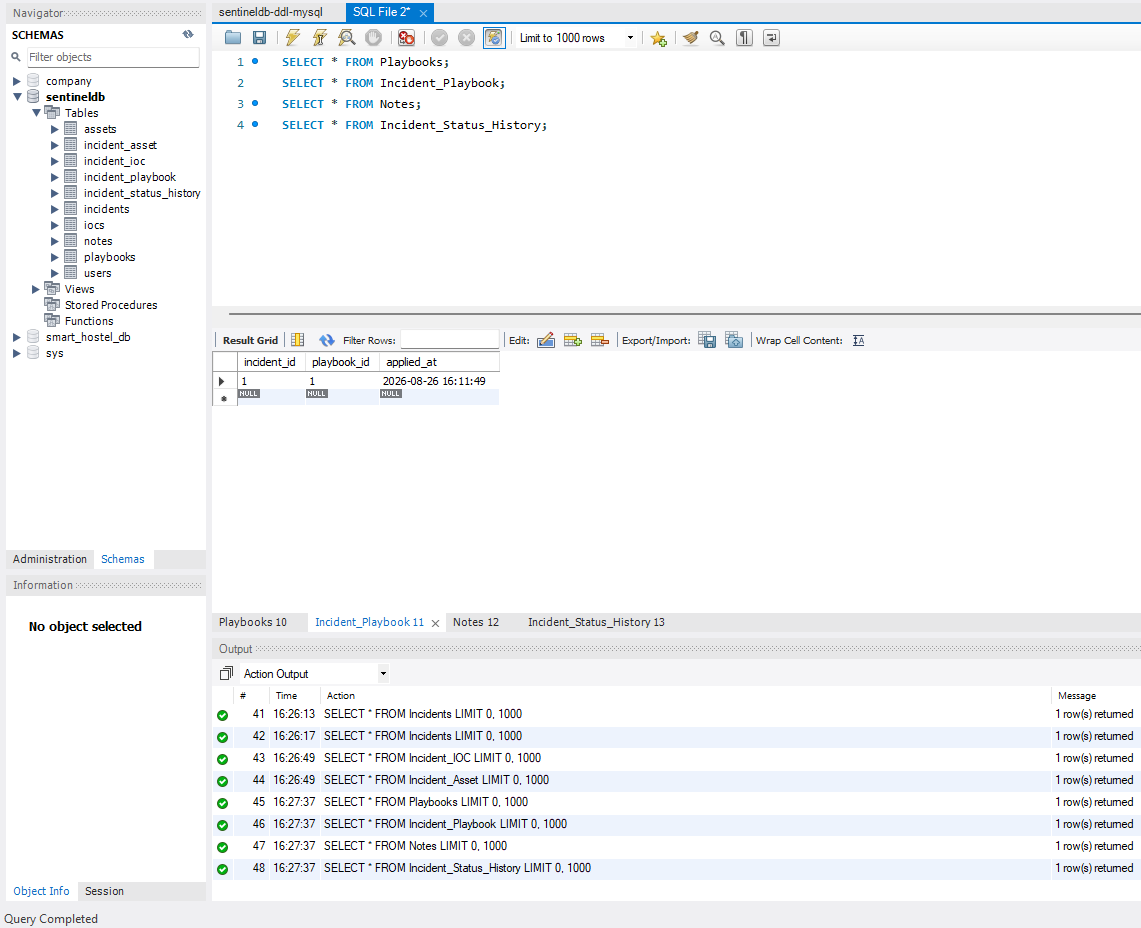 Navigator
SCHEMAS
Filter objects
company
sentineldb
Tables
assets
incident_asset
incident_ioc
incident_playbook
incident_status_history
incidents
iocs
notes
playbooks
users
Views
Stored Procedures
Functions
smart_hostel_db
sys
Administration Schemas
Information
No object selected
Object Info Session
Query Completed
sentineldb-ddl-mysql SQL File 2*
Limit to 1000 rows
1 SELECT * FROM Playbooks;
2 SELECT * FROM Incident_Playbook;
3 SELECT * FROM Notes;
4 SELECT * FROM Incident_Status_History;
Result Grid Filter Rows: Edit: Export/Import: Wrap Cell Content: IA
incident_id playbook_id applied_at
1 1 2026-08-26 16:11:49
NULL NULL NULL
Playbooks 10 Incident_Playbook 11 Notes 12 Incident_Status_History 13
Output
Action Output
# Time Action Message
41 16:26:13 SELECT * FROM Incidents LIMIT 0, 1000 1 row(s) returned
42 16:26:17 SELECT * FROM Incidents LIMIT 0, 1000 1 row(s) returned
43 16:26:49 SELECT * FROM Incident_IOC LIMIT 0, 1000 1 row(s) returned
44 16:26:49 SELECT * FROM Incident_Asset LIMIT 0, 1000 1 row(s) returned
45 16:27:37 SELECT * FROM Playbooks LIMIT 0, 1000 1 row(s) returned
46 16:27:37 SELECT * FROM Incident_Playbook LIMIT 0, 1000 1 row(s) returned
47 16:27:37 SELECT * FROM Notes LIMIT 0, 1000 1 row(s) returned
48 16:27:37 SELECT * FROM Incident_Status_History LIMIT 0, 1000 1 row(s) returned